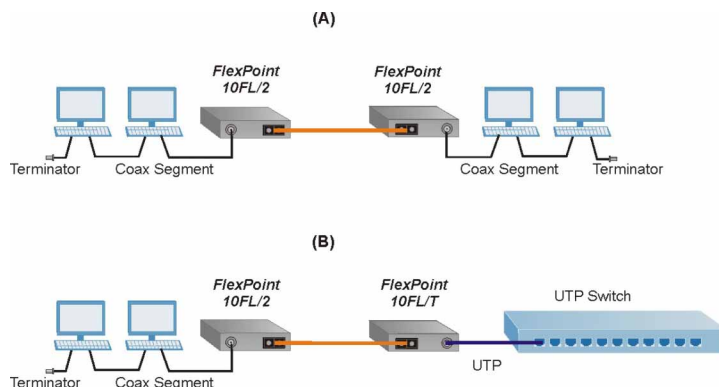 (A)
FlexPoint
10FL/2
FlexPoint
10FL/2
Terminator
Coax Segment
Coax Segment
Terminator
(B)
FlexPoint
10FL/2
FlexPoint
10FL/T
UTP Switch
UTP
Terminator
Coax Segment